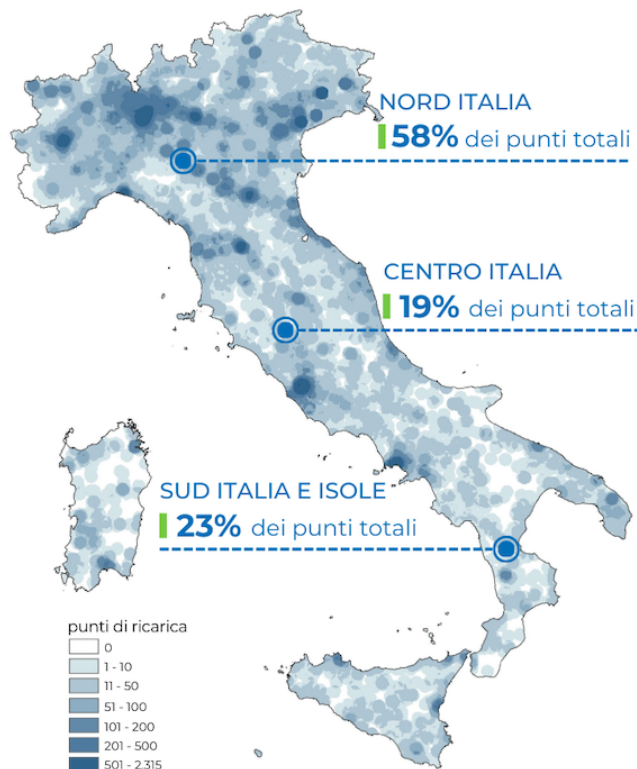 NORD ITALIA
58% dei punti totali
CENTRO ITALIA
19% dei punti totali
SUD ITALIA E ISOLE
23% dei punti totali
punti di ricarica
0
1 - 10
11 - 50
51 - 100
101 - 200
201 - 500
501 - 2.315